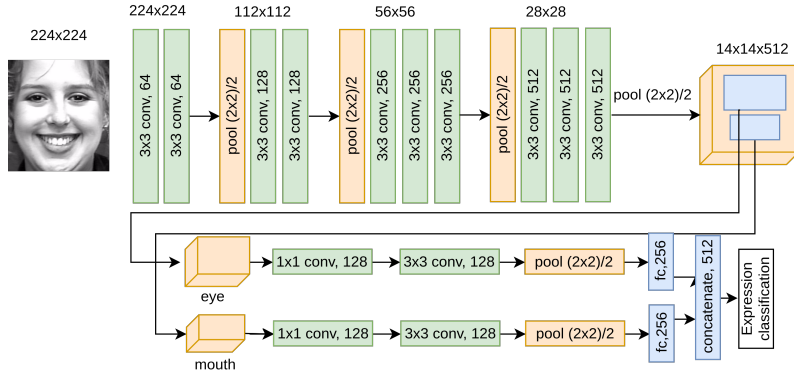 224x224
224x224
112x112
56x56
28x28
14x14x512
3x3 conv, 64
3x3 conv, 64
pool (2x2)/2
3x3 conv, 128
3x3 conv, 128
pool (2x2)/2
3x3 conv, 256
3x3 conv, 256
3x3 conv, 256
pool (2x2)/2
3x3 conv, 512
3x3 conv, 512
3x3 conv, 512
pool (2x2)/2
eye
1x1 conv, 128
3x3 conv, 128
pool (2x2)/2
fc,256
mouth
1x1 conv, 128
3x3 conv, 128
pool (2x2)/2
fc,256
concatenate, 512
Expression
classification